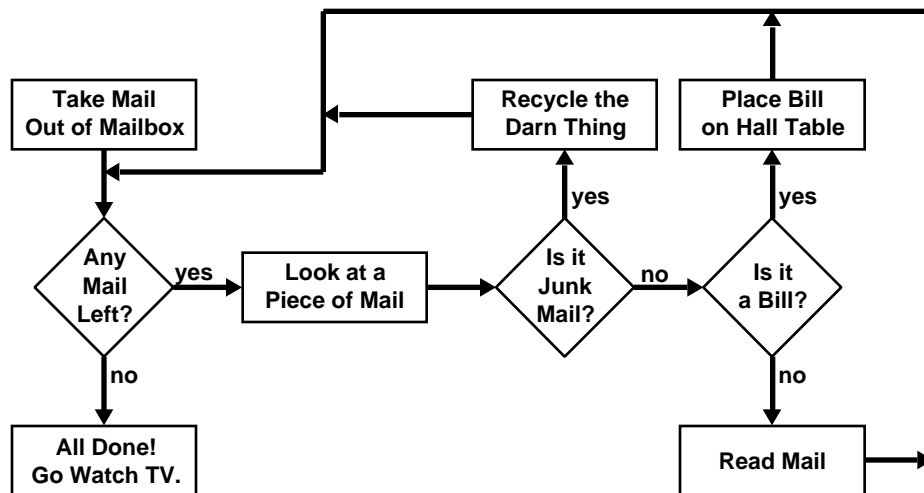 Take Mail
Out of Mailbox
Recycle the
Darn Thing
Place Bill
on Hall Table
yes
yes
Any
Mail
Left?
yes
Look at a
Piece of Mail
Is it
Junk
Mail?
no
Is it
a Bill?
no
no
All Done!
Go Watch TV.
Read Mail